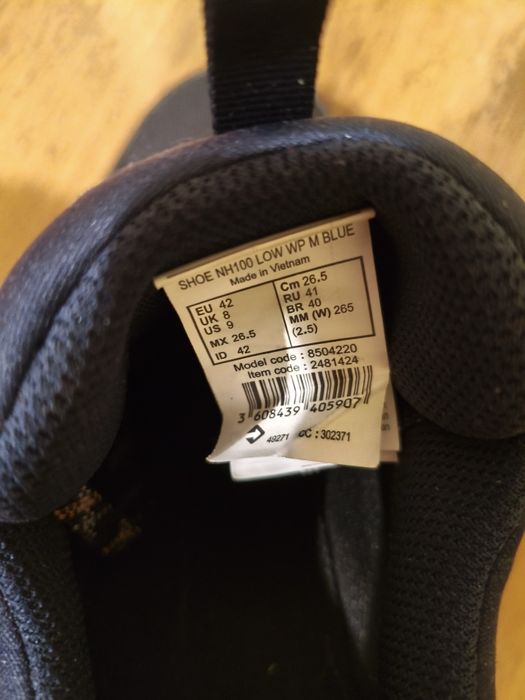 SHOE NH100 LOW WP M BLUE
Made in Vietnam
EU 42 Cm 26.5
UK 8 RU 41
US 9 BR 40
MX 26.5 MM (W) 265
ID 42 (2.5)
Model code : 8504220
Item code : 2481424
3 608439 405907
49271 CC : 302371